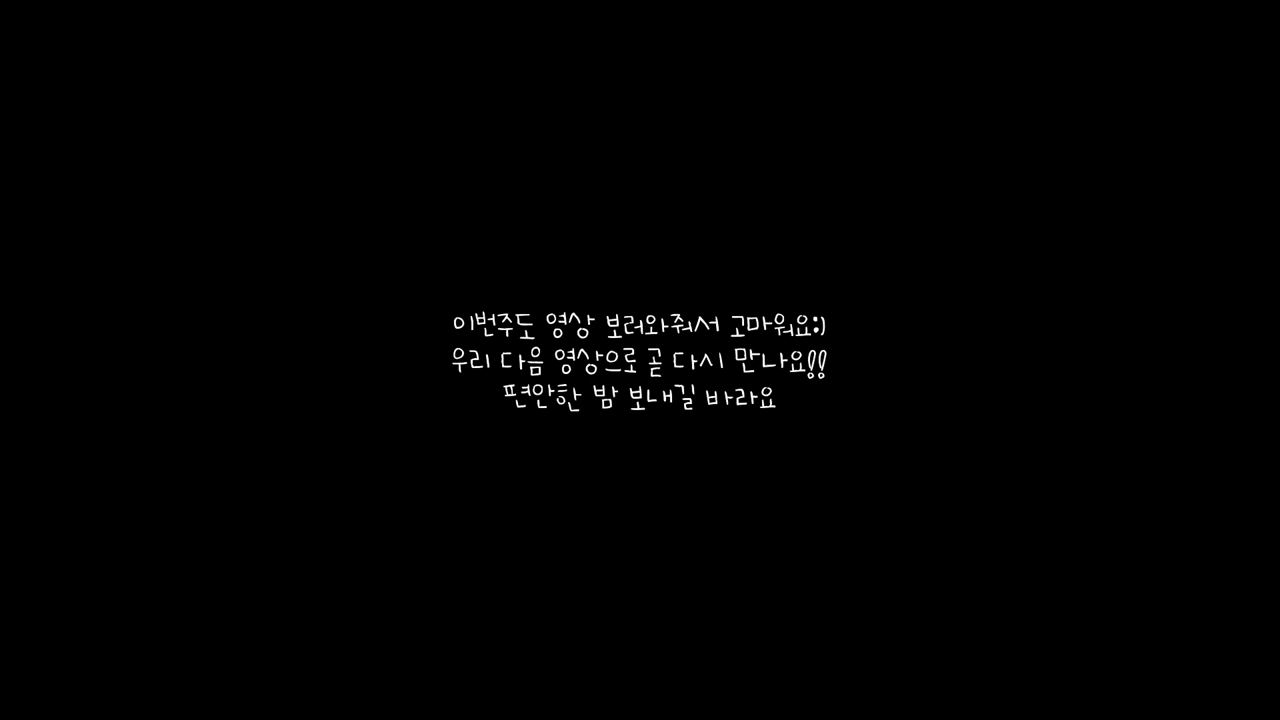 이번주도 영상 보러와줘서 고마워요:)
우리 다음 영상으로 곧 다시 만나요!!
편안한 밤 보내길 바라요